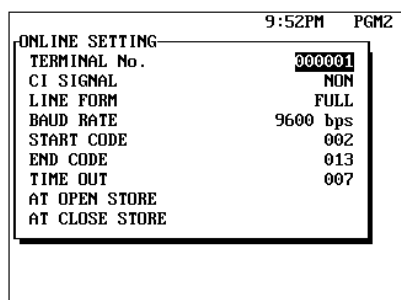 9:52PM PGM2
ONLINE SETTING
TERMINAL No. 000001
CI SIGNAL NON
LINE FORM FULL
BAUD RATE 9600 bps
START CODE 002
END CODE 013
TIME OUT 007
AT OPEN STORE
AT CLOSE STORE